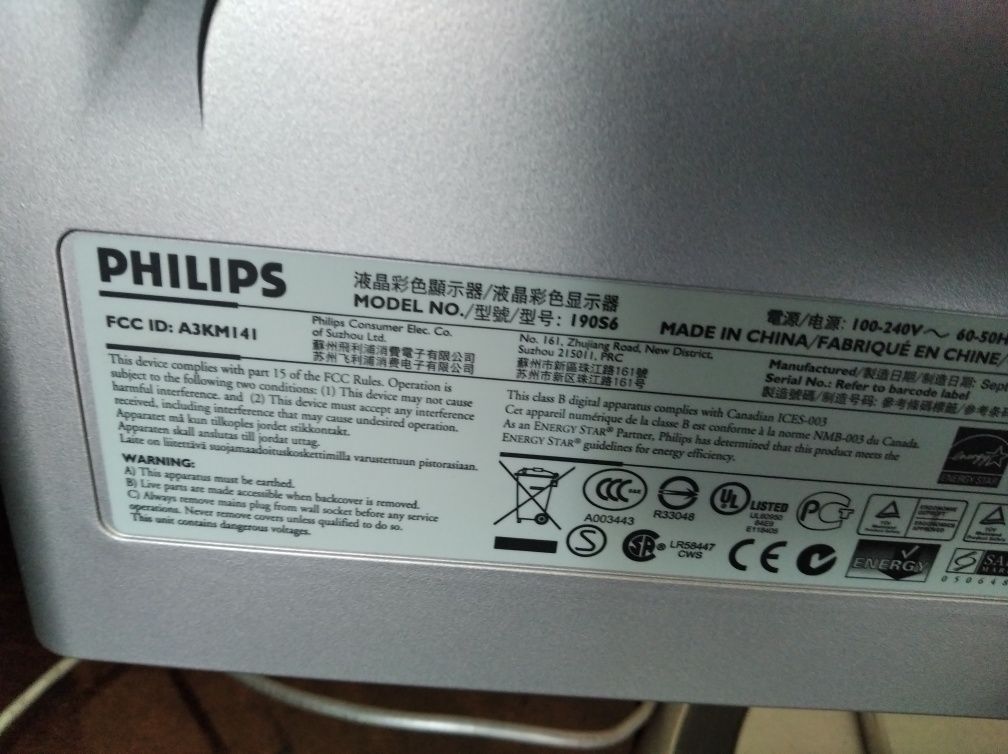 PHILIPS
液晶彩色顯示器/液晶彩色显示器
MODEL NO./型號/型号: 190S6
電源/电源: 100-240V～ 60-50H
MADE IN CHINA/FABRIQUÉ EN CHINE
FCC ID: A3KM141
Philips Consumer Elec. Co.
of Suzhou Ltd.
蘇州飛利浦消費電子有限公司
苏州飞利浦消费电子有限公司
No. 161, Zhujiang Road, New District,
Suzhou 215011, PRC
蘇州市新區珠江路161號
苏州市新区珠江路161号
Manufactured/製造日期/制造日期: See
Serial No.: Refer to barcode label
製造號碼/制造号码: 參考條碼標籤/参考条
This device complies with part 15 of the FCC Rules. Operation is
subject to the following two conditions: (1) This device may not cause
harmful interference, and (2) This device must accept any interference
received, including interference that may cause undesired operation.
Apparatet må kun tilkoples jordet stikkontakt.
Apparaten skall anslutas till jordat uttag.
Laite on liitettävä suojamaadoituskoskettimilla varustettuun pistorasiaan.
This class B digital apparatus complies with Canadian ICES-003
Cet appareil numérique de la classe B est conforme à la norme NMB-003 du Canada.
As an ENERGY STAR® Partner, Philips has determined that this product meets the
ENERGY STAR® guidelines for energy efficiency.
WARNING:
A) This apparatus must be earthed.
B) Live parts are made accessible when backcover is removed.
C) Always remove mains plug from wall socket before any service
operations. Never remove covers unless qualified to do so.
This unit contains dangerous voltages.
energy
ENERGY STAR
CCC
A003443
R33048
UL
LISTED
UL60950
E118405
TÜV
TÜV
S
SA
® LR58447
CWS
CE
ENERGY
050648